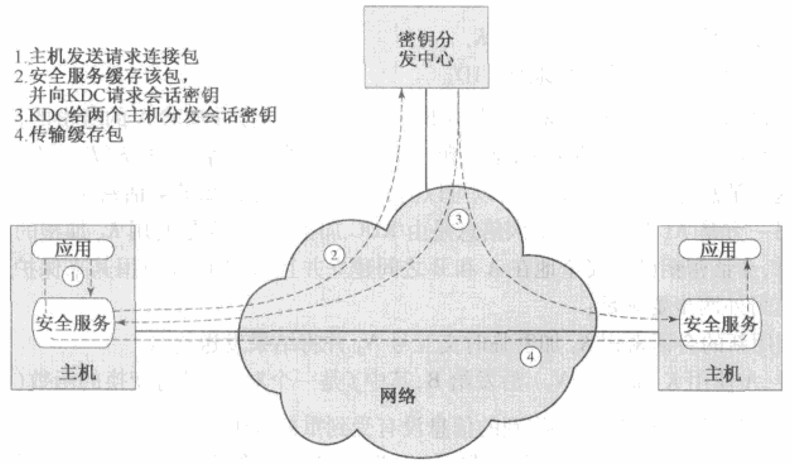 密钥分
发中心
1.主机发送请求连接包
2.安全服务缓存该包，
并向KDC请求会话密钥
3.KDC给两个主机分发会话密钥
4.传输缓存包
③
②
应用
①
安全服务
主机
应用
安全服务
主机
④
网络